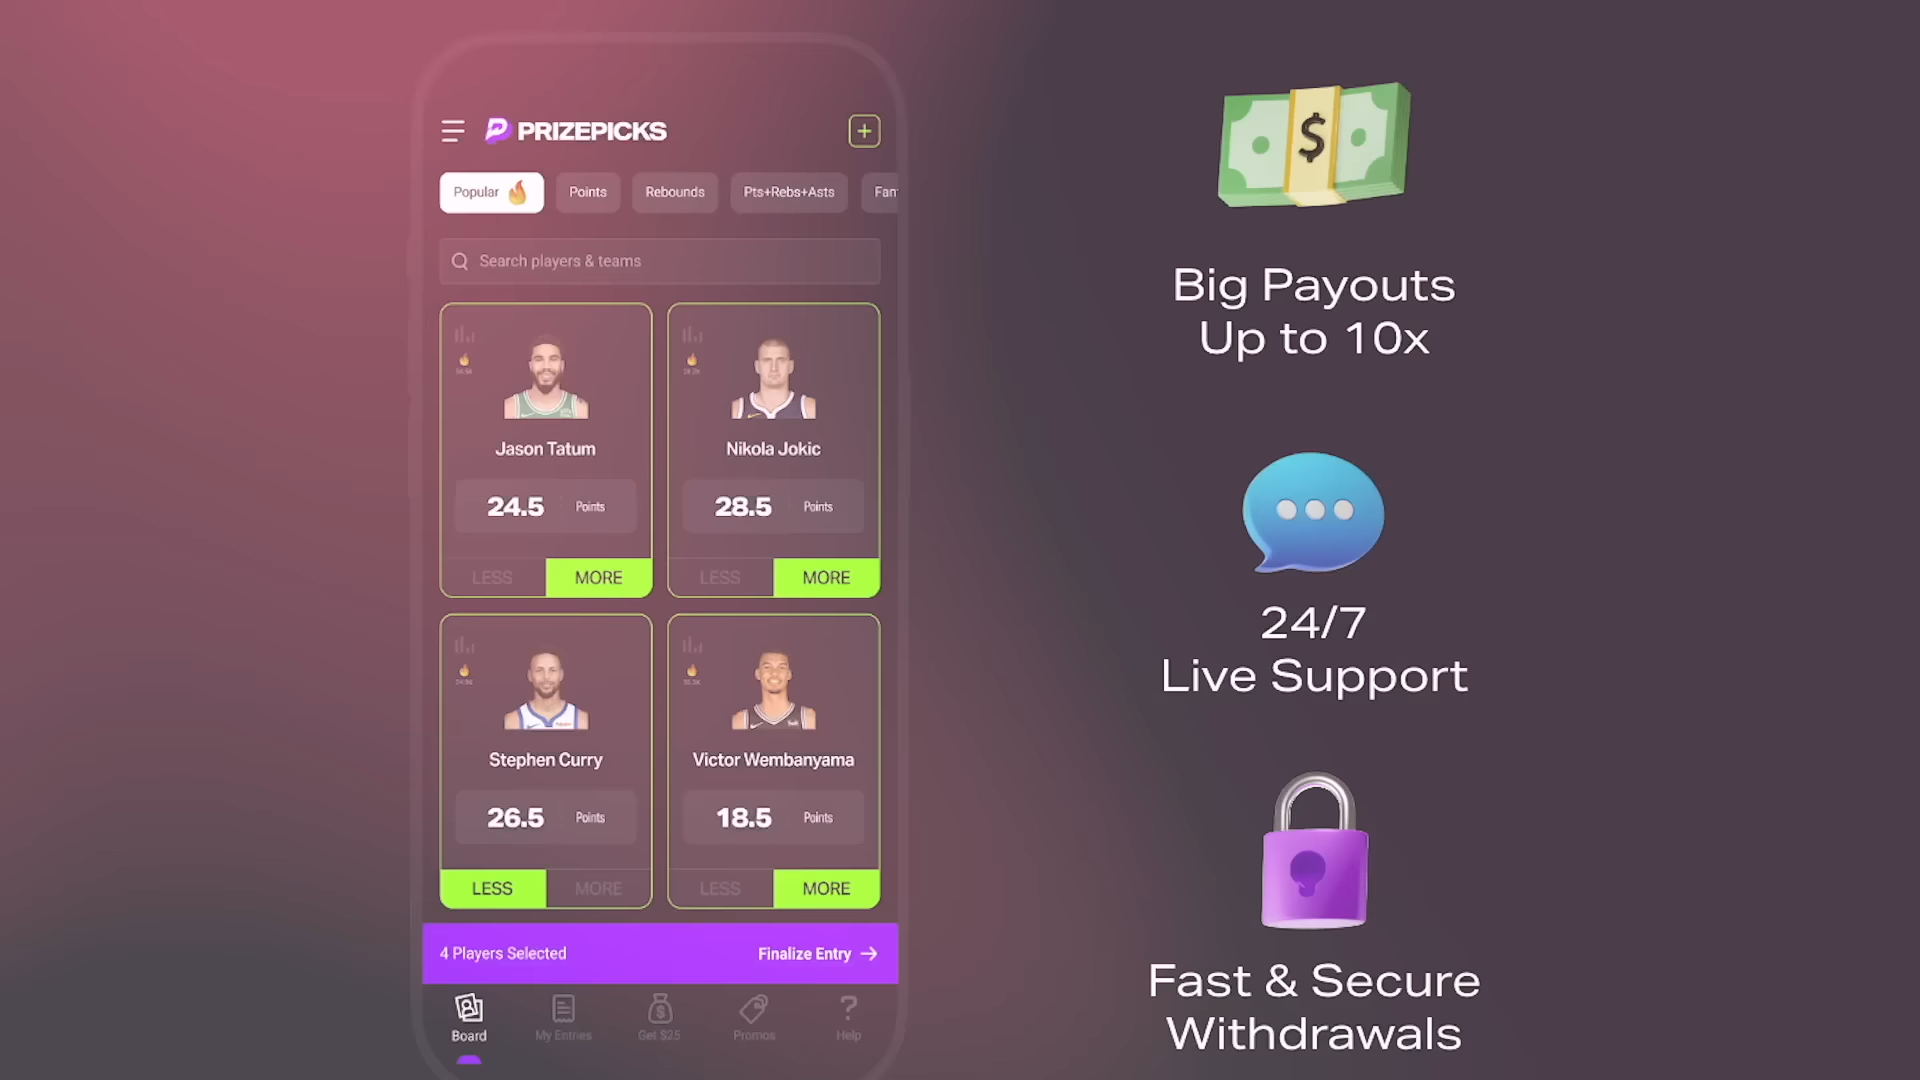 PRIZEPICKS
Popular
Points
Rebounds
Pts+Rebs+Asts
Fan
Search players & teams
Jason Tatum
24.5 Points
LESS MORE
Nikola Jokic
28.5 Points
LESS MORE
Stephen Curry
26.5 Points
LESS MORE
Victor Wembanyama
18.5 Points
LESS MORE
4 Players Selected
Finalize Entry
Board
My Entries
Get $25
Promos
Help
$
Big Payouts
Up to 10x
24/7
Live Support
Fast & Secure
Withdrawals